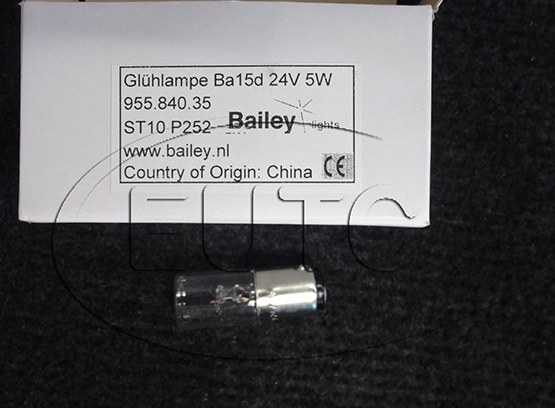 Glühlampe Ba15d 24V 5W
955.840.35
ST10 P252 Bailey lights
www.bailey.nl
Country of Origin: China CE
EUTC